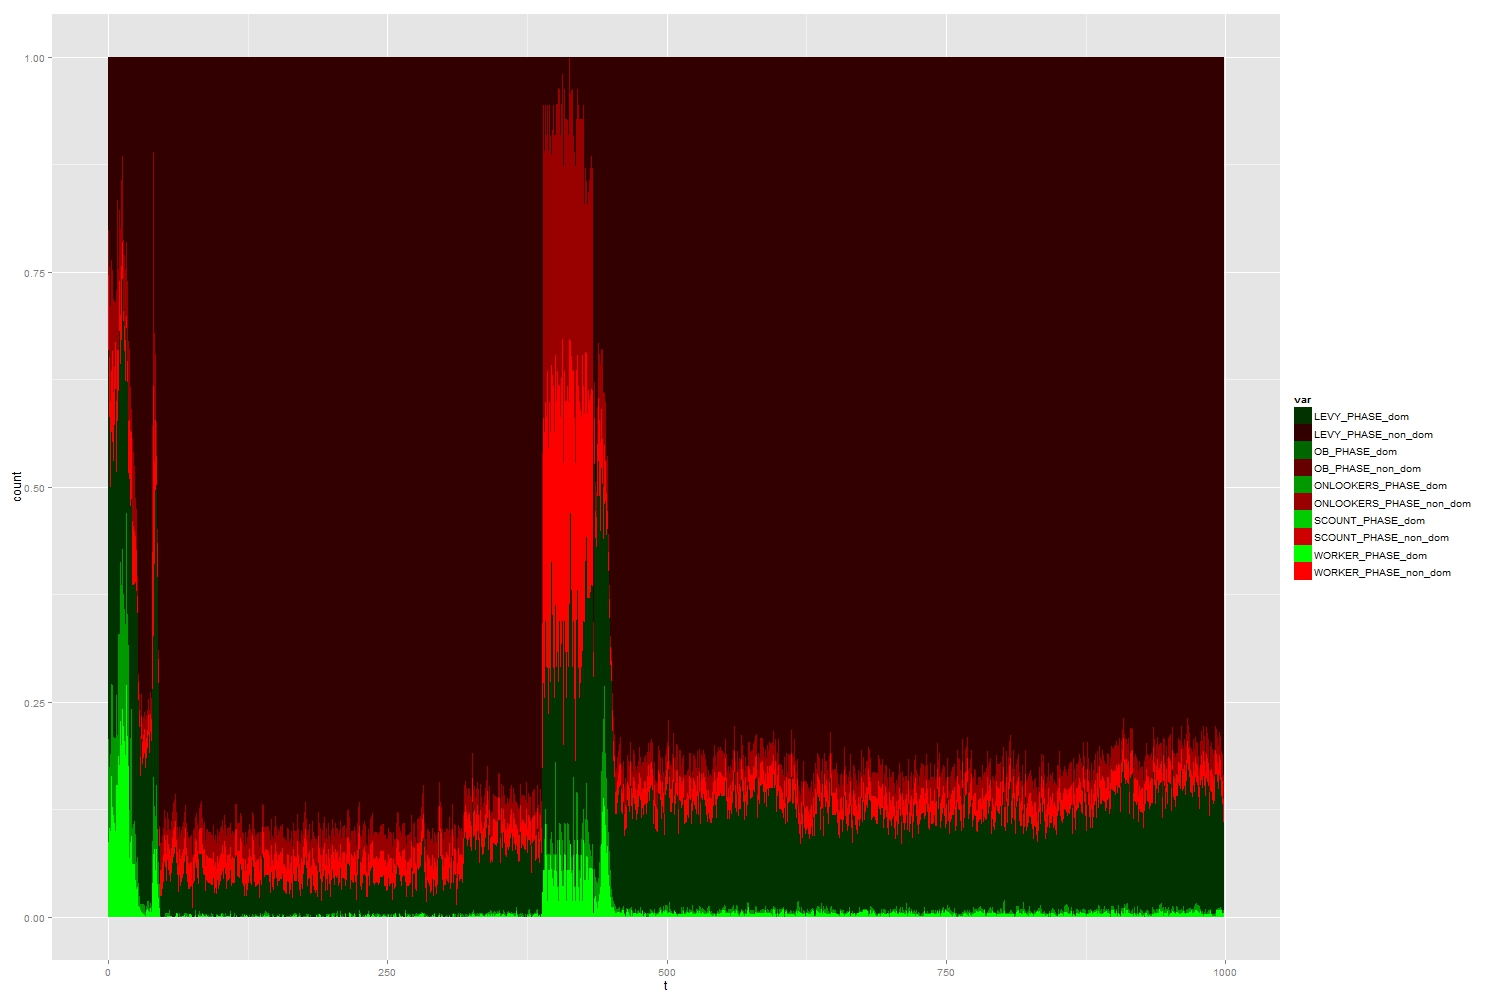 1.00
0.75
0.50
0.25
0.00
count
0
250
500
750
1000
t
var
LEVY_PHASE_dom
LEVY_PHASE_non_dom
OB_PHASE_dom
OB_PHASE_non_dom
ONLOOKERS_PHASE_dom
ONLOOKERS_PHASE_non_dom
SCOUNT_PHASE_dom
SCOUNT_PHASE_non_dom
WORKER_PHASE_dom
WORKER_PHASE_non_dom